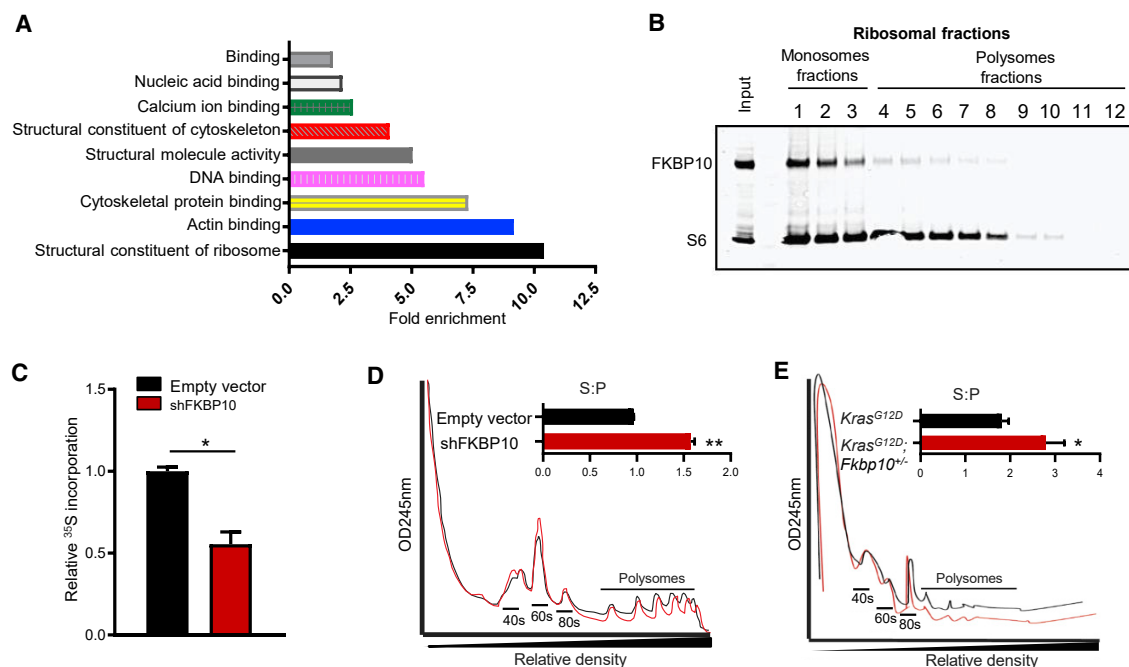 A
Binding
Nucleic acid binding
Calcium ion binding
Structural constituent of cytoskeleton
Structural molecule activity
DNA binding
Cytoskeletal protein binding
Actin binding
Structural constituent of ribosome
0.0 2.5 5.0 7.5 10.0 12.5
Fold enrichment
B
Ribosomal fractions
Monosomes fractions
Polysomes fractions
Input 1 2 3 4 5 6 7 8 9 10 11 12
FKBP10
S6
C
Empty vector
shFKBP10
Relative 35S incorporation
1.5
1.0
0.5
0.0
*
D
S:P
Empty vector
shFKBP10
**
0.0 0.5 1.0 1.5 2.0
OD245nm
Polysomes
40s
60s
80s
Relative density
E
S:P
KrasG12D
KrasG12D;
Fkbp10+/-
*
0 1 2 3 4
OD245nm
Polysomes
40s
60s
80s
Relative density